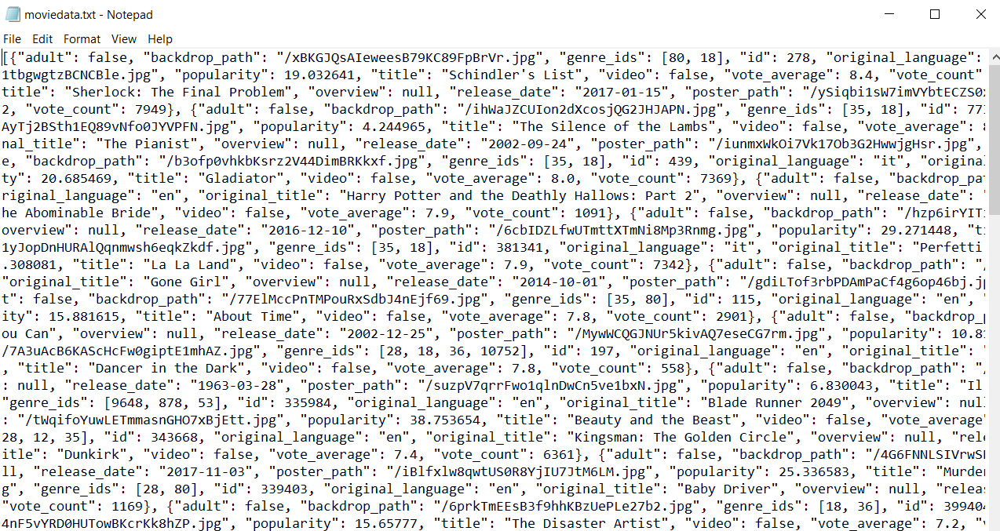 moviedata.txt - Notepad
File Edit Format View Help
[{"adult": false, "backdrop_path": "/xBKGJQsAIeweesB79KC89FpBrVr.jpg", "genre_ids": [80, 18], "id": 278, "original_language":
1tbgwgtzBCNCBle.jpg", "popularity": 19.032641, "title": "Schindler's List", "video": false, "vote_average": 8.4, "vote_count"
title": "Sherlock: The Final Problem", "overview": null, "release_date": "2017-01-15", "poster_path": "/ySiqbi1sW7imVYbtECZS0
2, "vote_count": 7949}, {"adult": false, "backdrop_path": "/ihWaJZCUIon2dXcosjQG2JHJAPN.jpg", "genre_ids": [35, 18], "id": 77
AyTj2BSth1EQ89vNfo0JYVPFN.jpg", "popularity": 4.244965, "title": "The Silence of the Lambs", "video": false, "vote_average": 8
nal_title": "The Pianist", "overview": null, "release_date": "2002-09-24", "poster_path": "/iunmxWkOi7Vk17Ob3G2HwwjgHsr.jpg",
e, "backdrop_path": "/b3ofp0vhkbKsrz2V44DimBRKkxf.jpg", "genre_ids": [35, 18], "id": 439, "original_language": "it", "origina
ty": 20.685469, "title": "Gladiator", "video": false, "vote_average": 8.0, "vote_count": 7369}, {"adult": false, "backdrop_pat
riginal_language": "en", "original_title": "Harry Potter and the Deathly Hallows: Part 2", "overview": null, "release_date": "
he Abominable Bride", "video": false, "vote_average": 7.9, "vote_count": 1091}, {"adult": false, "backdrop_path": "/hzp6irYIT
overview": null, "release_date": "2016-12-10", "poster_path": "/6cbIDZLfwUTmttXTmNi8Mp3Rnmg.jpg", "popularity": 29.271448, "ti
1yJopDnHURAlQqnmwsh6eqkZkdf.jpg", "genre_ids": [35, 18], "id": 381341, "original_language": "it", "original_title": "Perfetti
.308081, "title": "La La Land", "video": false, "vote_average": 7.9, "vote_count": 7342}, {"adult": false, "backdrop_path": "/
"original_title": "Gone Girl", "overview": null, "release_date": "2014-10-01", "poster_path": "/gdiLTof3rbPDAmPaCf4g6op46bj.jp
t": false, "backdrop_path": "/77ElMccPnTMPouRxSdbJ4nEjf69.jpg", "genre_ids": [35, 80], "id": 115, "original_language": "en", "
ity": 15.881615, "title": "About Time", "video": false, "vote_average": 7.8, "vote_count": 2901}, {"adult": false, "backdrop_p
ou Can", "overview": null, "release_date": "2002-12-25", "poster_path": "/MywWCQGJNUr5kivAQ7eseCG7rm.jpg", "popularity": 10.81
/7A3uAcB6KAScHcFw0giptE1mhAZ.jpg", "genre_ids": [28, 18, 36, 10752], "id": 197, "original_language": "en", "original_title": "
, "title": "Dancer in the Dark", "video": false, "vote_average": 7.8, "vote_count": 558}, {"adult": false, "backdrop_path": "/
: null, "release_date": "1963-03-28", "poster_path": "/suzpV7qrrFwo1qlnDwCn5ve1bxN.jpg", "popularity": 6.830043, "title": "Il
"genre_ids": [9648, 878, 53], "id": 335984, "original_language": "en", "original_title": "Blade Runner 2049", "overview": null
: "/tWqifoYuwLETmmasnGHO7xBjEtt.jpg", "popularity": 38.753654, "title": "Beauty and the Beast", "video": false, "vote_average"
28, 12, 35], "id": 343668, "original_language": "en", "original_title": "Kingsman: The Golden Circle", "overview": null, "rele
itle": "Dunkirk", "video": false, "vote_average": 7.4, "vote_count": 6361}, {"adult": false, "backdrop_path": "/4G6FNNLSIVrwS
ll, "release_date": "2017-11-03", "poster_path": "/iBlfxlw8qwtUS0R8YjIU7JtM6LM.jpg", "popularity": 25.336583, "title": "Murder
g", "genre_ids": [28, 80], "id": 339403, "original_language": "en", "original_title": "Baby Driver", "overview": null, "releas
"vote_count": 1169}, {"adult": false, "backdrop_path": "/6prkTmEEsB3f9hhKBzUePLe27b2.jpg", "genre_ids": [18, 36], "id": 399404
4nF5vYRD0HUTowBKcrKk8hZP.jpg", "popularity": 15.65777, "title": "The Disaster Artist", "video": false, "vote_average": 7.2, "v